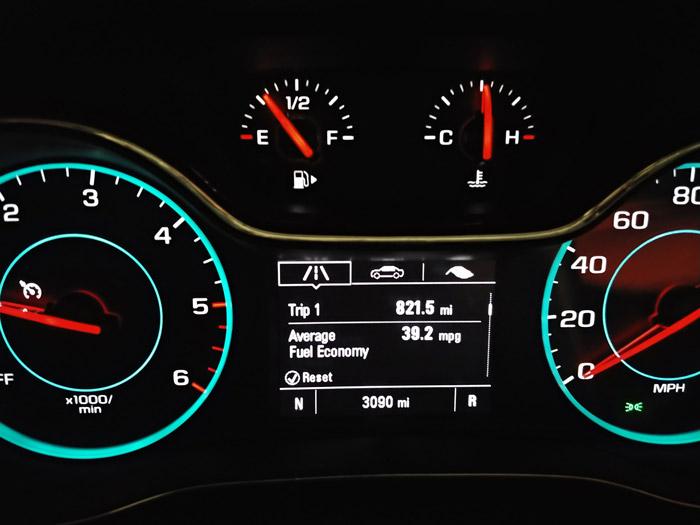 1/2
E F
C H
2
3
4
5
6
FF
x1000/
min
Trip 1 821.5 mi
Average 39.2 mpg
Fuel Economy
Reset
N 3090 mi R
0
20
40
60
80
MPH